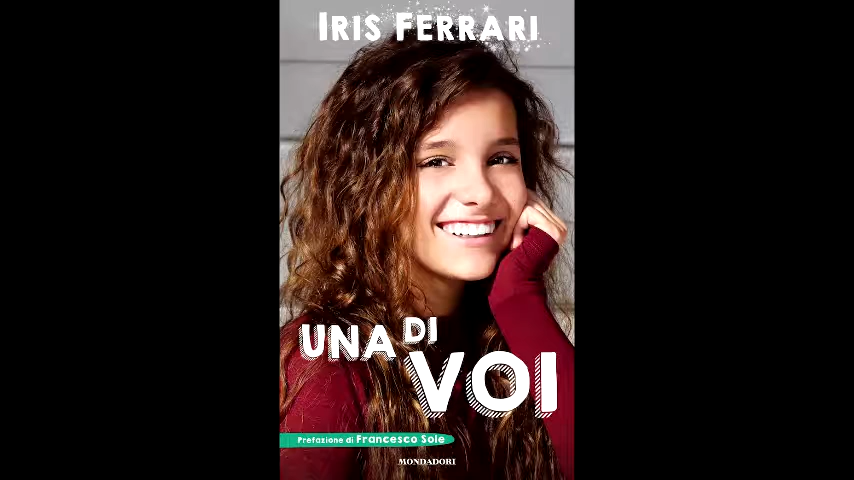 IRIS FERRARI
UNA DI
VOI
Prefazione di Francesco Sole
MONDADORI